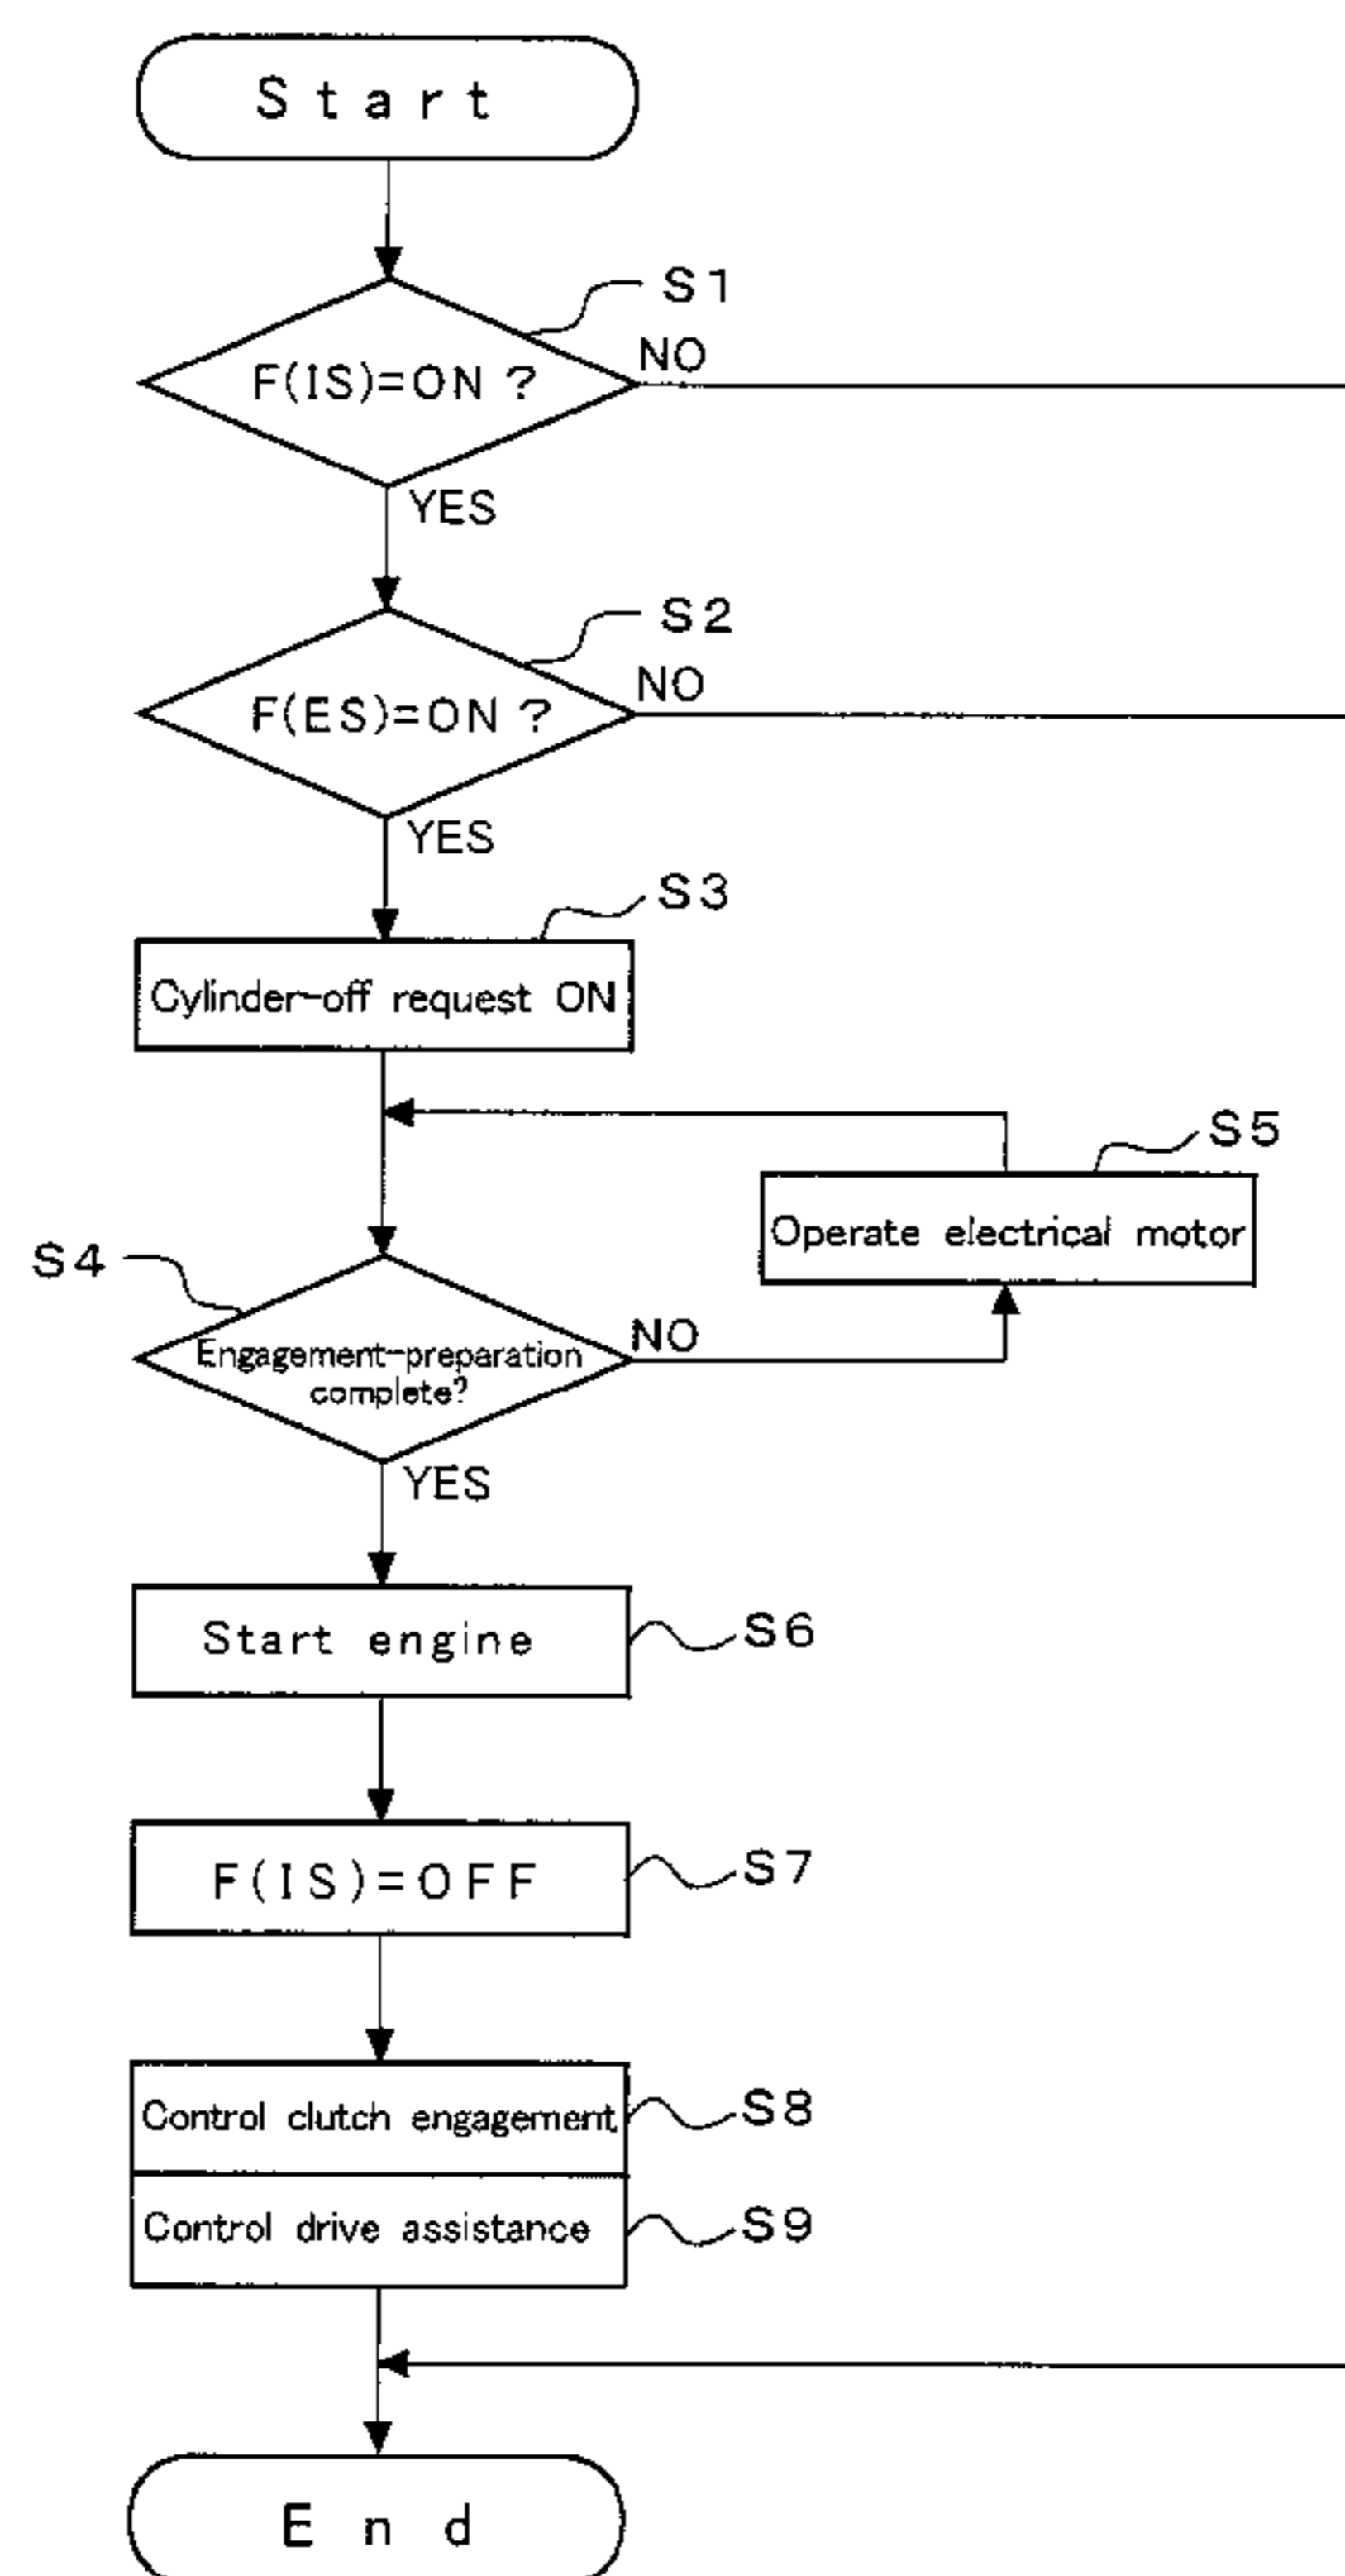 Start
S1
F(IS)=ON?
NO
YES
S2
F(ES)=ON?
NO
YES
S3
Cylinder-off request ON
S5
Operate electrical motor
S4
Engagement-preparation
complete?
NO
YES
Start engine
S6
F(IS)=OFF
S7
Control clutch engagement
S8
Control drive assistance
S9
End